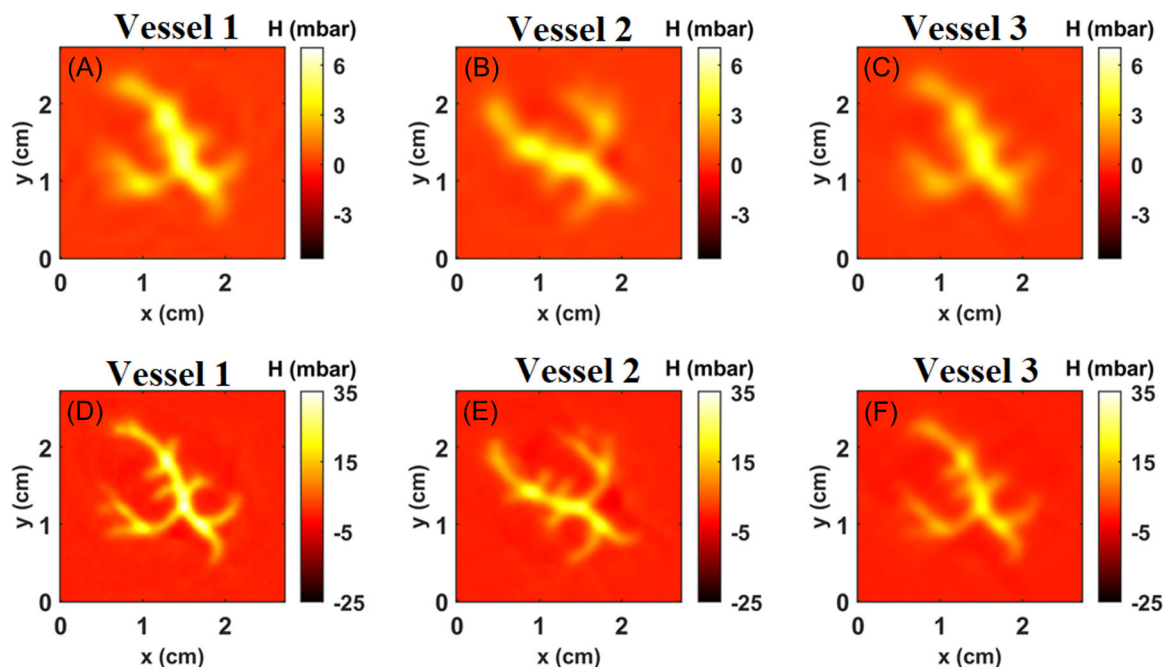 Vessel 1 H (mbar) Vessel 2 H (mbar) Vessel 3 H (mbar)
(A) 6 (B) 6 (C) 6
2 3 2 3 2 3
y (cm) y (cm) y (cm)
0 0 0
1 1 1
-3 -3 -3
0 0 0
0 1 2 0 1 2 0 1 2
x (cm) x (cm) x (cm)
Vessel 1 H (mbar) Vessel 2 H (mbar) Vessel 3 H (mbar)
(D) 35 (E) 35 (F) 35
2 15 2 15 2 15
y (cm) y (cm) y (cm)
1 -5 1 -5 1 -5
0 -25 0 -25 0 -25
0 1 2 0 1 2 0 1 2
x (cm) x (cm) x (cm)